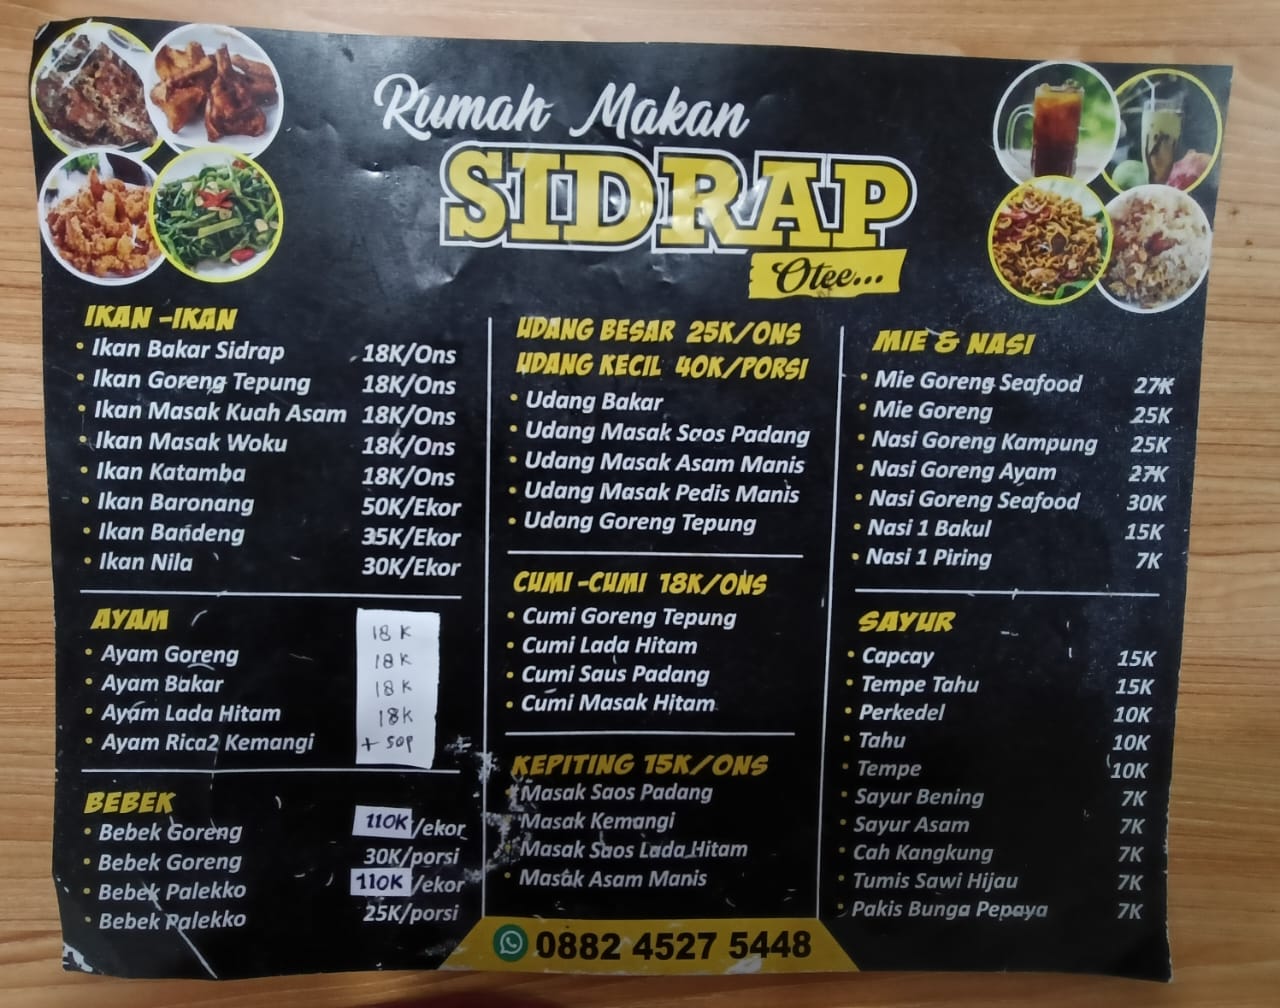 Rumah Makan
SIDRAP
Otee...
IKAN -IKAN
• Ikan Bakar Sidrap 18K/Ons
• Ikan Goreng Tepung 18K/Ons
• Ikan Masak Kuah Asam 18K/Ons
• Ikan Masak Woku 18K/Ons
• Ikan Katamba 18K/Ons
• Ikan Baronang 50K/Ekor
• Ikan Bandeng 35K/Ekor
• Ikan Nila 30K/Ekor
AYAM
• Ayam Goreng 18K
• Ayam Bakar 18K
• Ayam Lada Hitam 18K
• Ayam Rica2 Kemangi 18K
+ SOP
BEBEK
• Bebek Goreng 110K/ekor
• Bebek Goreng 30K/porsi
• Bebek Palekko 110K/ekor
• Bebek Palekko 25K/porsi
UDANG BESAR 25K/ONS
UDANG KECIL 40K/PORSI
• Udang Bakar
• Udang Masak Saos Padang
• Udang Masak Asam Manis
• Udang Masak Pedis Manis
• Udang Goreng Tepung
CUMI -CUMI 18K/ONS
• Cumi Goreng Tepung
• Cumi Lada Hitam
• Cumi Saus Padang
• Cumi Masak Hitam
KEPITING 15K/ONS
• Masak Saos Padang
• Masak Kemangi
• Masak Saos Lada Hitam
• Masak Asam Manis
MIE & NASI
• Mie Goreng Seafood 27K
• Mie Goreng 25K
• Nasi Goreng Kampung 25K
• Nasi Goreng Ayam 27K
• Nasi Goreng Seafood 30K
• Nasi 1 Bakul 15K
• Nasi 1 Piring 7K
SAYUR
• Capcay 15K
• Tempe Tahu 15K
• Perkedel 10K
• Tahu 10K
• Tempe 10K
• Sayur Bening 7K
• Sayur Asam 7K
• Cah Kangkung 7K
• Tumis Sawi Hijau 7K
• Pakis Bunga Pepaya 7K
0882 4527 5448